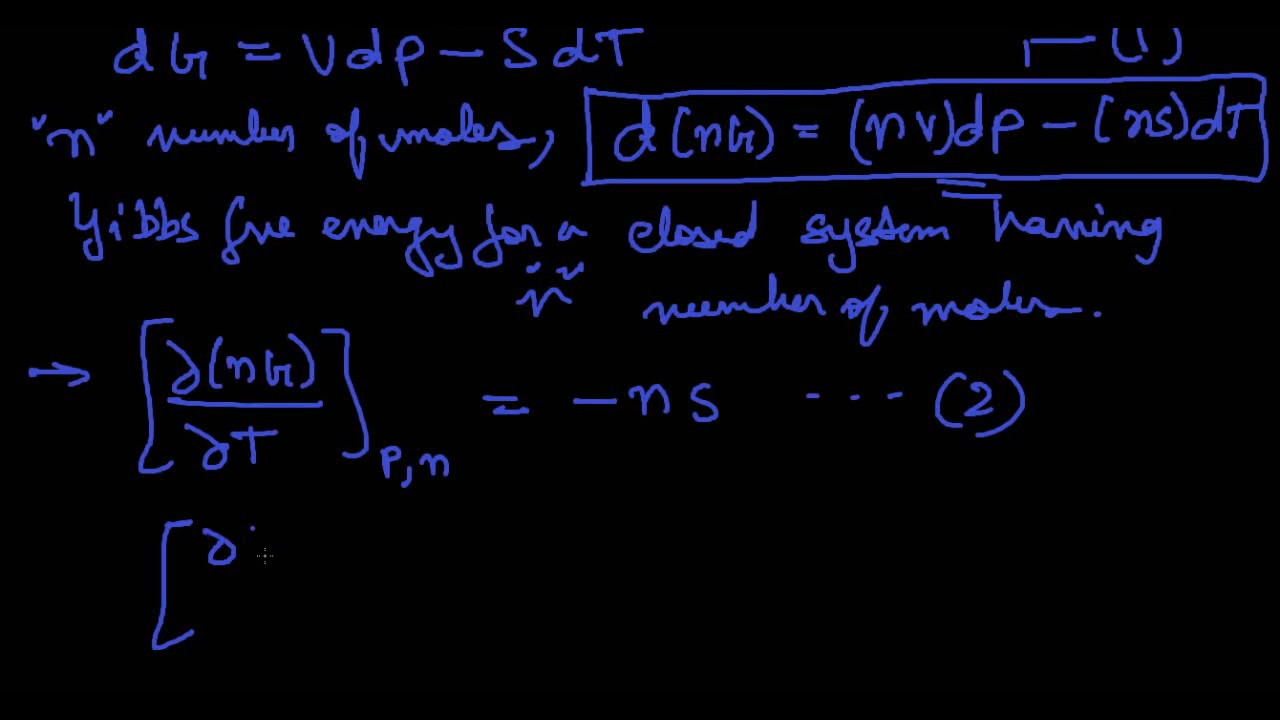 dG = Vdp - SdT (1)
"n" number of moles, d(nG) = (nV)dp - (ns)dT
Gibbs free energy for a closed system having
"n" number of moles.
→ [∂(nG)/∂T]P,n = -ns ... (2)
[∂